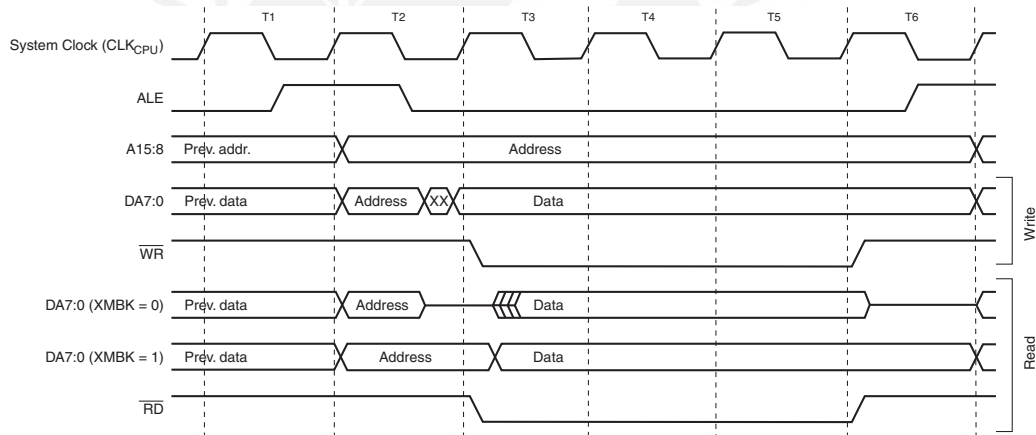 T1 T2 T3 T4 T5 T6
System Clock (CLKCPU)
ALE
A15:8 Prev. addr. Address
DA7:0 Prev. data Address XX Data
WR
DA7:0 (XMBK = 0) Prev. data Address Data
DA7:0 (XMBK = 1) Prev. data Address Data
RD
Write
Read